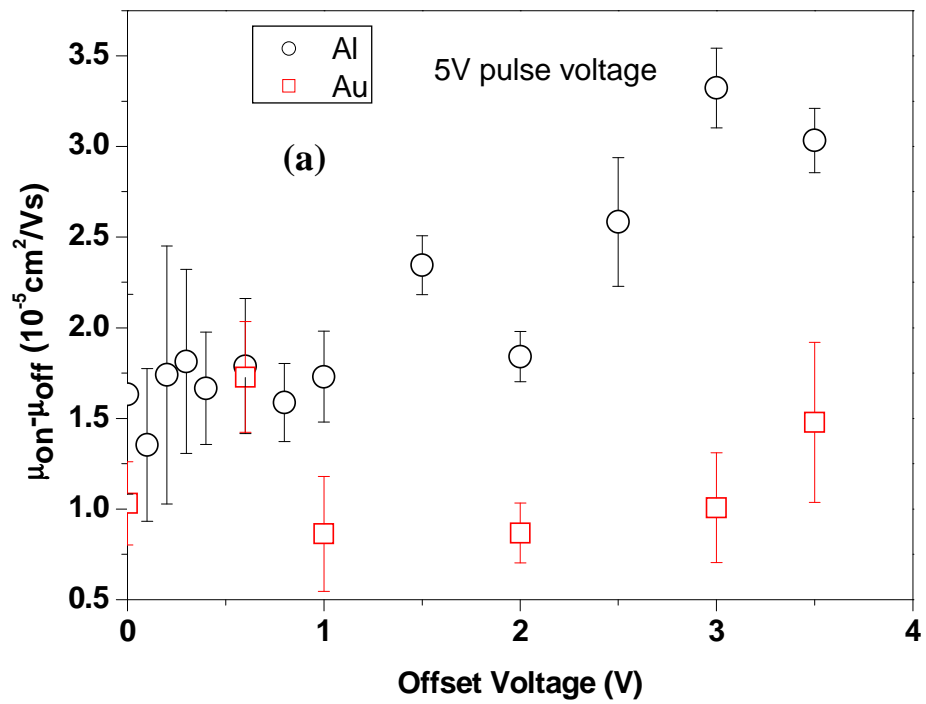 Al
Au
5V pulse voltage
(a)
μon-μoff (10-5cm2/Vs)
3.5
3.0
2.5
2.0
1.5
1.0
0.5
0 1 2 3 4
Offset Voltage (V)